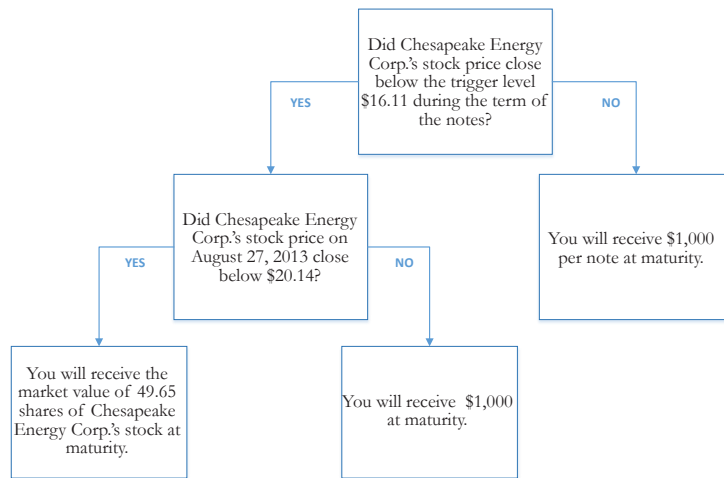 Did Chesapeake Energy
Corp.'s stock price close
below the trigger level
$16.11 during the term of
the notes?
YES
NO
Did Chesapeake Energy
Corp.'s stock price on
August 27, 2013 close
below $20.14?
You will receive $1,000
per note at maturity.
YES
NO
You will receive the
market value of 49.65
shares of Chesapeake
Energy Corp.'s stock at
maturity.
You will receive $1,000
at maturity.